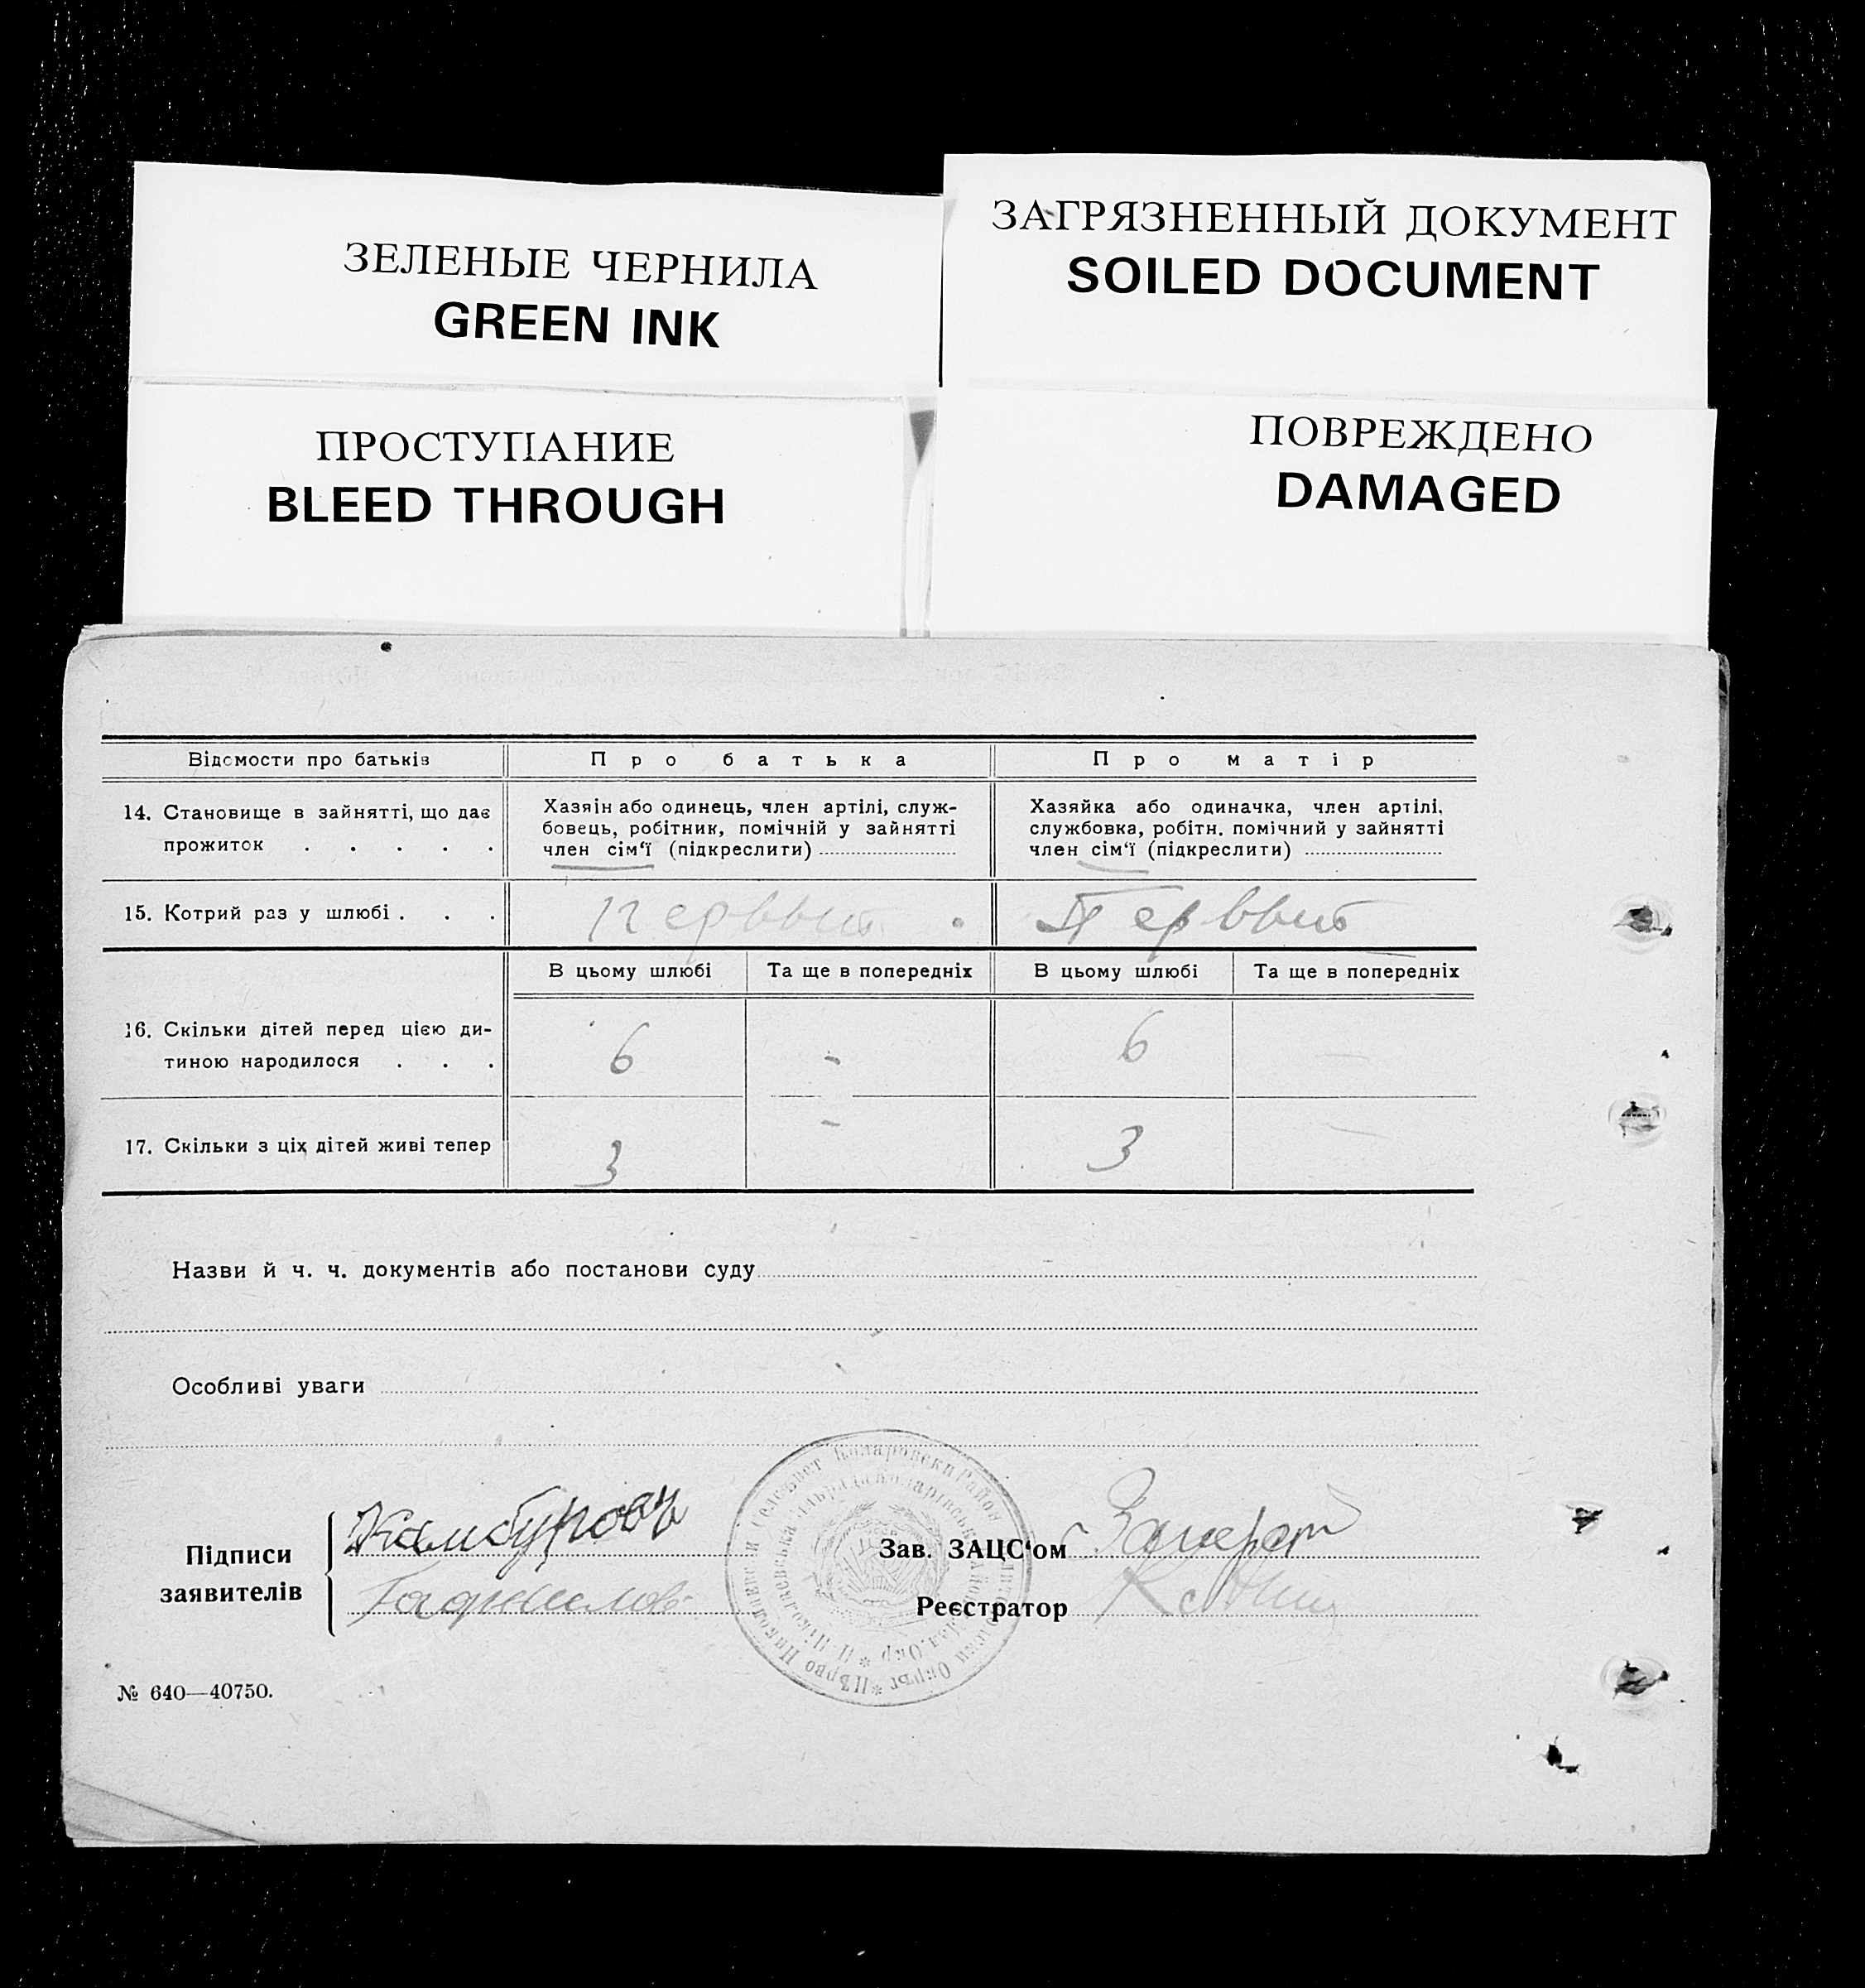 ЗЕЛЕНЫЕ ЧЕРНИЛА
GREEN INK
ЗАГРЯЗНЕННЫЙ ДОКУМЕНТ
SOILED DOCUMENT
ПРОСТУПАНИЕ
BLEED THROUGH
ПОВРЕЖДЕНО
DAMAGED
Відомости про батьків
Про батька
Про матір
14. Становище в зайнятті, що дає
прожиток . . . . .
Хазяїн або одинець, член артілі, служ-
бовець, робітник, помічній у зайнятті
член сім‘ї (підкреслити)
Хазяйка або одиначка, член артілі,
службовка, робітн. помічний у зайнятті
член сім‘ї (підкреслити)
15. Котрий раз у шлюбі . . .
Первый
Первый
В цьому шлюбі
Та ще в попередніх
В цьому шлюбі
Та ще в попередніх
16. Скільки дітей перед цією ди-
тиною народилося . . .
6
-
6
-
17. Скільки з ціх дітей живі тепер
3
-
3
-
Назви й ч. ч. документів або постанови суду
Особливі уваги
Підписи
заявителів
Зав. ЗАЦС‘ом
Реєстратор
№ 640—40750.